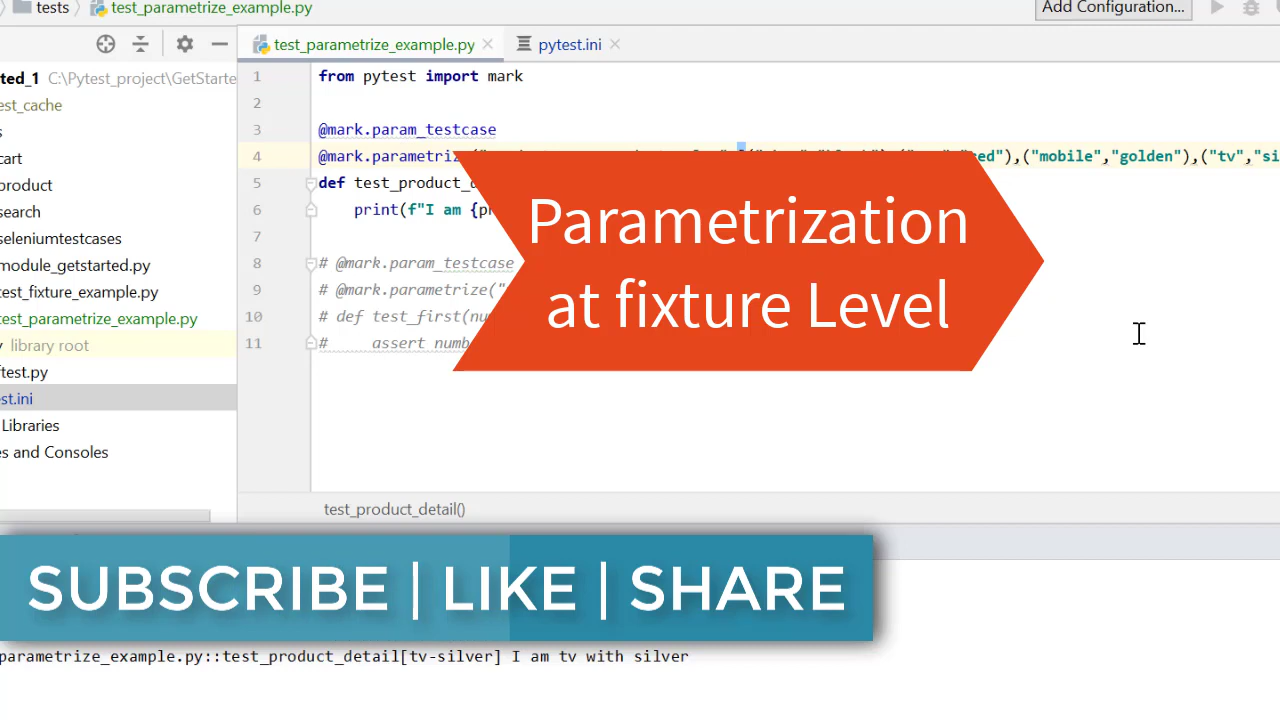 tests test_parametrize_example.py Add Configuration...
test_parametrize_example.py pytest.ini
ted_1 C:\Pytest_project\GetStarte
est_cache
s
cart
product
search
seleniumtestcases
module_getstarted.py
test_fixture_example.py
test_parametrize_example.py
y library root
ftest.py
est.ini
Libraries
es and Consoles
1 from pytest import mark
2
3 @mark.param_testcase
4 @mark.parametriz ed"),("mobile","golden"),("tv","si
5 def test_product_d
6 print(f"I am {pr
7
8 # @mark.param_testcase
9 # @mark.parametrize("
10 # def test_first(nu
11 # assert numb
Parametrization
at fixture Level
test_product_detail()
SUBSCRIBE | LIKE | SHARE
parametrize_example.py::test_product_detail[tv-silver] I am tv with silver